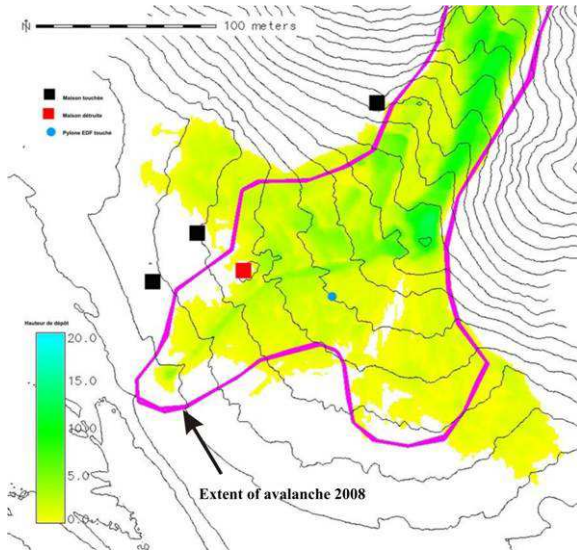 N
100 meters
Maison touchée
Maison détruite
Pylone EDF touché
Hauteur de dépôt
20.0
15.0
10.0
5.0
0.0
Extent of avalanche 2008